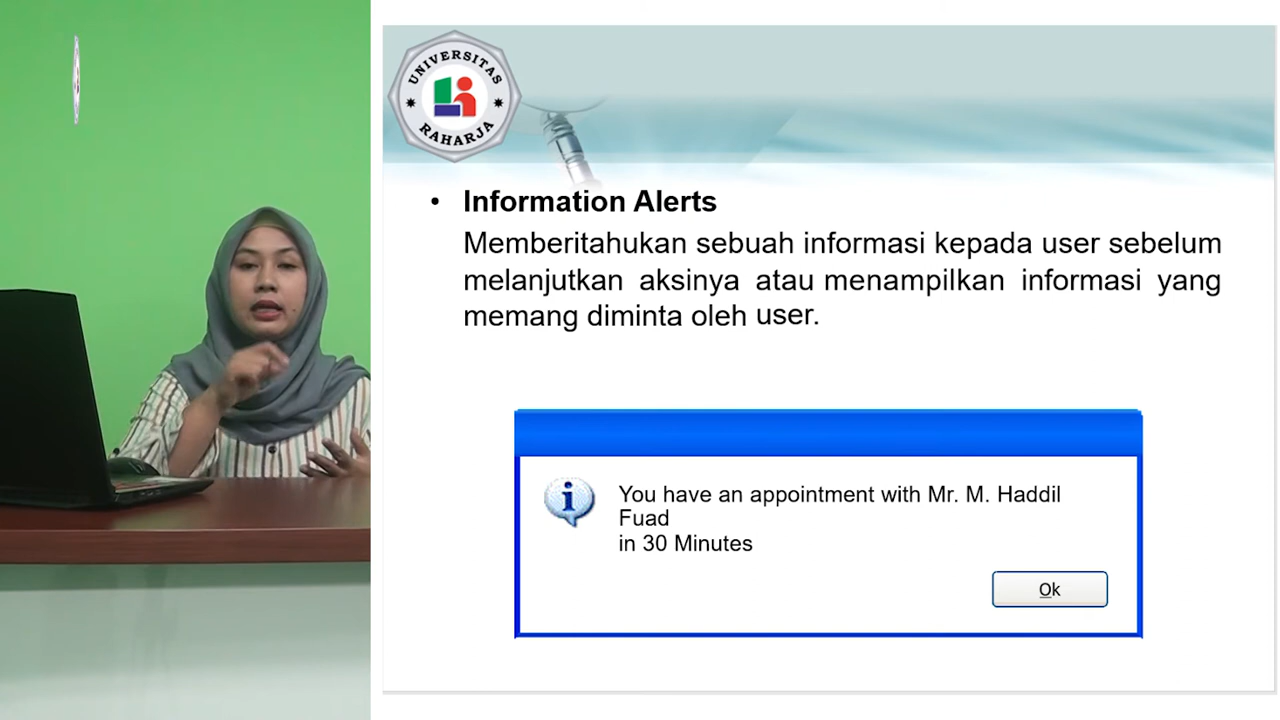 UNIVERSITAS
RAHARJA
• Information Alerts
Memberitahukan sebuah informasi kepada user sebelum
melanjutkan aksinya atau menampilkan informasi yang
memang diminta oleh user.
You have an appointment with Mr. M. Haddil
Fuad
in 30 Minutes
Ok